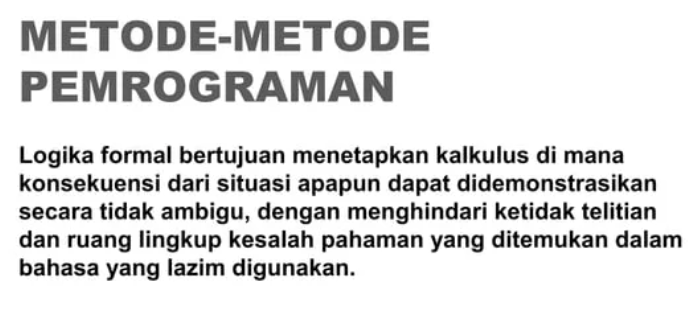 METODE-METODE
PEMROGRAMAN
Logika formal bertujuan menetapkan kalkulus di mana
konsekuensi dari situasi apapun dapat didemonstrasikan
secara tidak ambigu, dengan menghindari ketidak telitian
dan ruang lingkup kesalah pahaman yang ditemukan dalam
bahasa yang lazim digunakan.